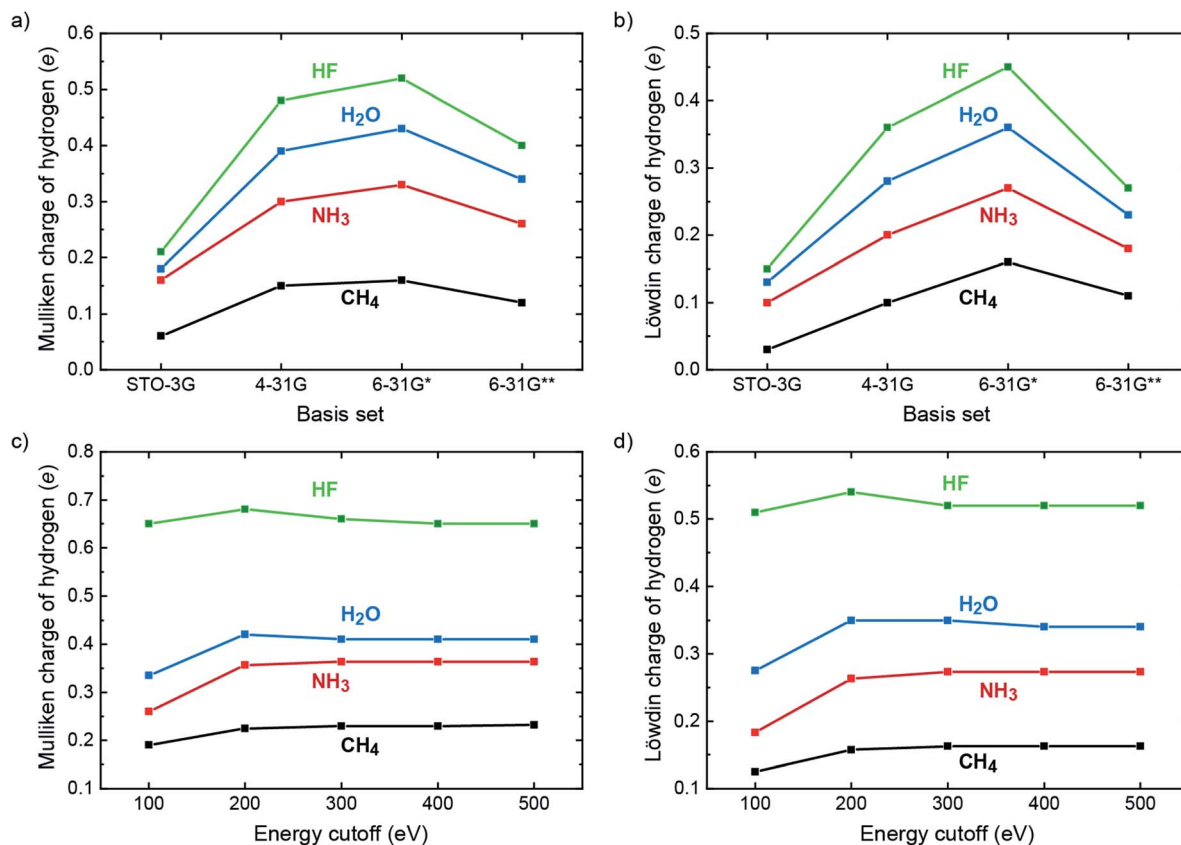 a)
Mulliken charge of hydrogen (e)
0.6
0.5
0.4
0.3
0.2
0.1
0.0
HF
H2O
NH3
CH4
STO-3G 4-31G 6-31G* 6-31G**
Basis set
b)
Löwdin charge of hydrogen (e)
0.5
0.4
0.3
0.2
0.1
0.0
HF
H2O
NH3
CH4
STO-3G 4-31G 6-31G* 6-31G**
Basis set
c)
Mulliken charge of hydrogen (e)
0.8
0.7
0.6
0.5
0.4
0.3
0.2
0.1
HF
H2O
NH3
CH4
100 200 300 400 500
Energy cutoff (eV)
d)
Löwdin charge of hydrogen (e)
0.6
0.5
0.4
0.3
0.2
0.1
HF
H2O
NH3
CH4
100 200 300 400 500
Energy cutoff (eV)